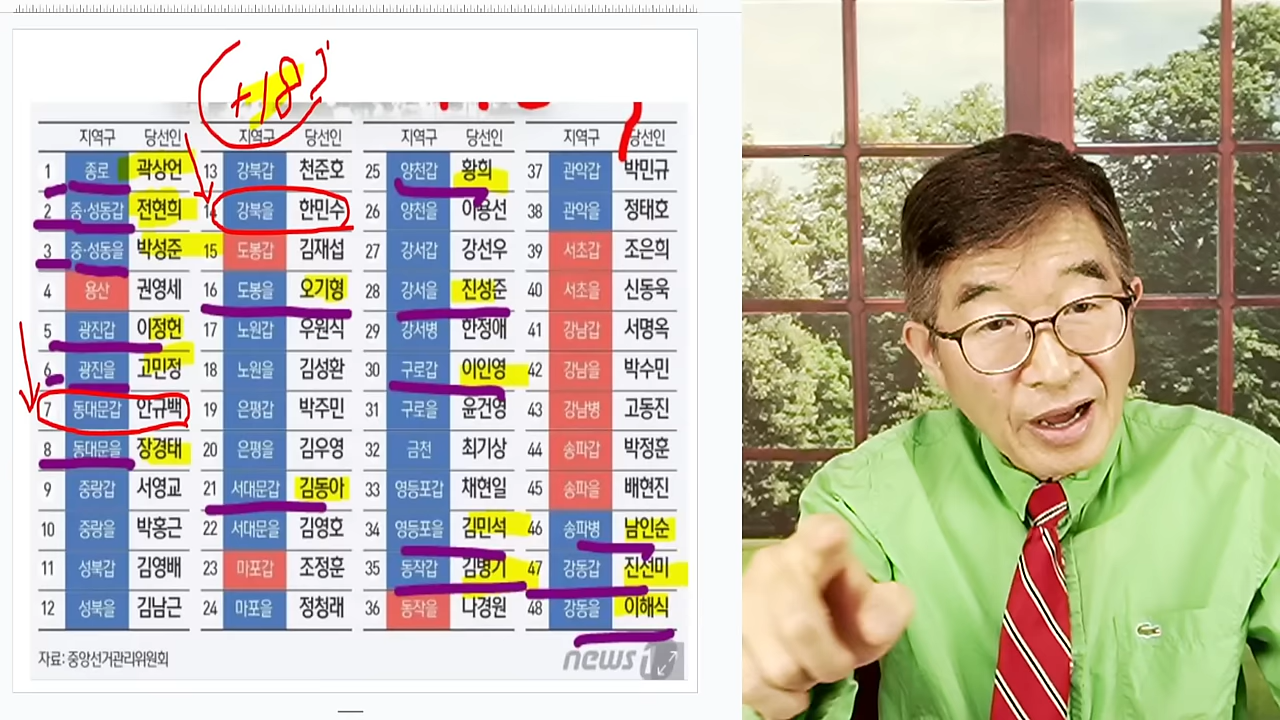 +18
지역구 당선인 지역구 당선인 지역구 당선인 지역구 당선인
1 종로 곽상언 13 강북갑 천준호 25 양천갑 황희 37 관악갑 박민규
2 중·성동갑 전현희 14 강북을 한민수 26 양천을 이용선 38 관악을 정태호
3 중·성동을 박성준 15 도봉갑 김재섭 27 강서갑 강선우 39 서초갑 조은희
4 용산 권영세 16 도봉을 오기형 28 강서을 진성준 40 서초을 신동욱
5 광진갑 이정헌 17 노원갑 우원식 29 강서병 한정애 41 강남갑 서명옥
6 광진을 고민정 18 노원을 김성환 30 구로갑 이인영 42 강남을 박수민
7 동대문갑 안규백 19 은평갑 박주민 31 구로을 윤건영 43 강남병 고동진
8 동대문을 장경태 20 은평을 김우영 32 금천 최기상 44 송파갑 박정훈
9 중랑갑 서영교 21 서대문갑 김동아 33 영등포갑 채현일 45 송파을 배현진
10 중랑을 박홍근 22 서대문을 김영호 34 영등포을 김민석 46 송파병 남인순
11 성북갑 김영배 23 마포갑 조정훈 35 동작갑 김병기 47 강동갑 진선미
12 성북을 김남근 24 마포을 정청래 36 동작을 나경원 48 강동을 이해식
자료: 중앙선거관리위원회
news1